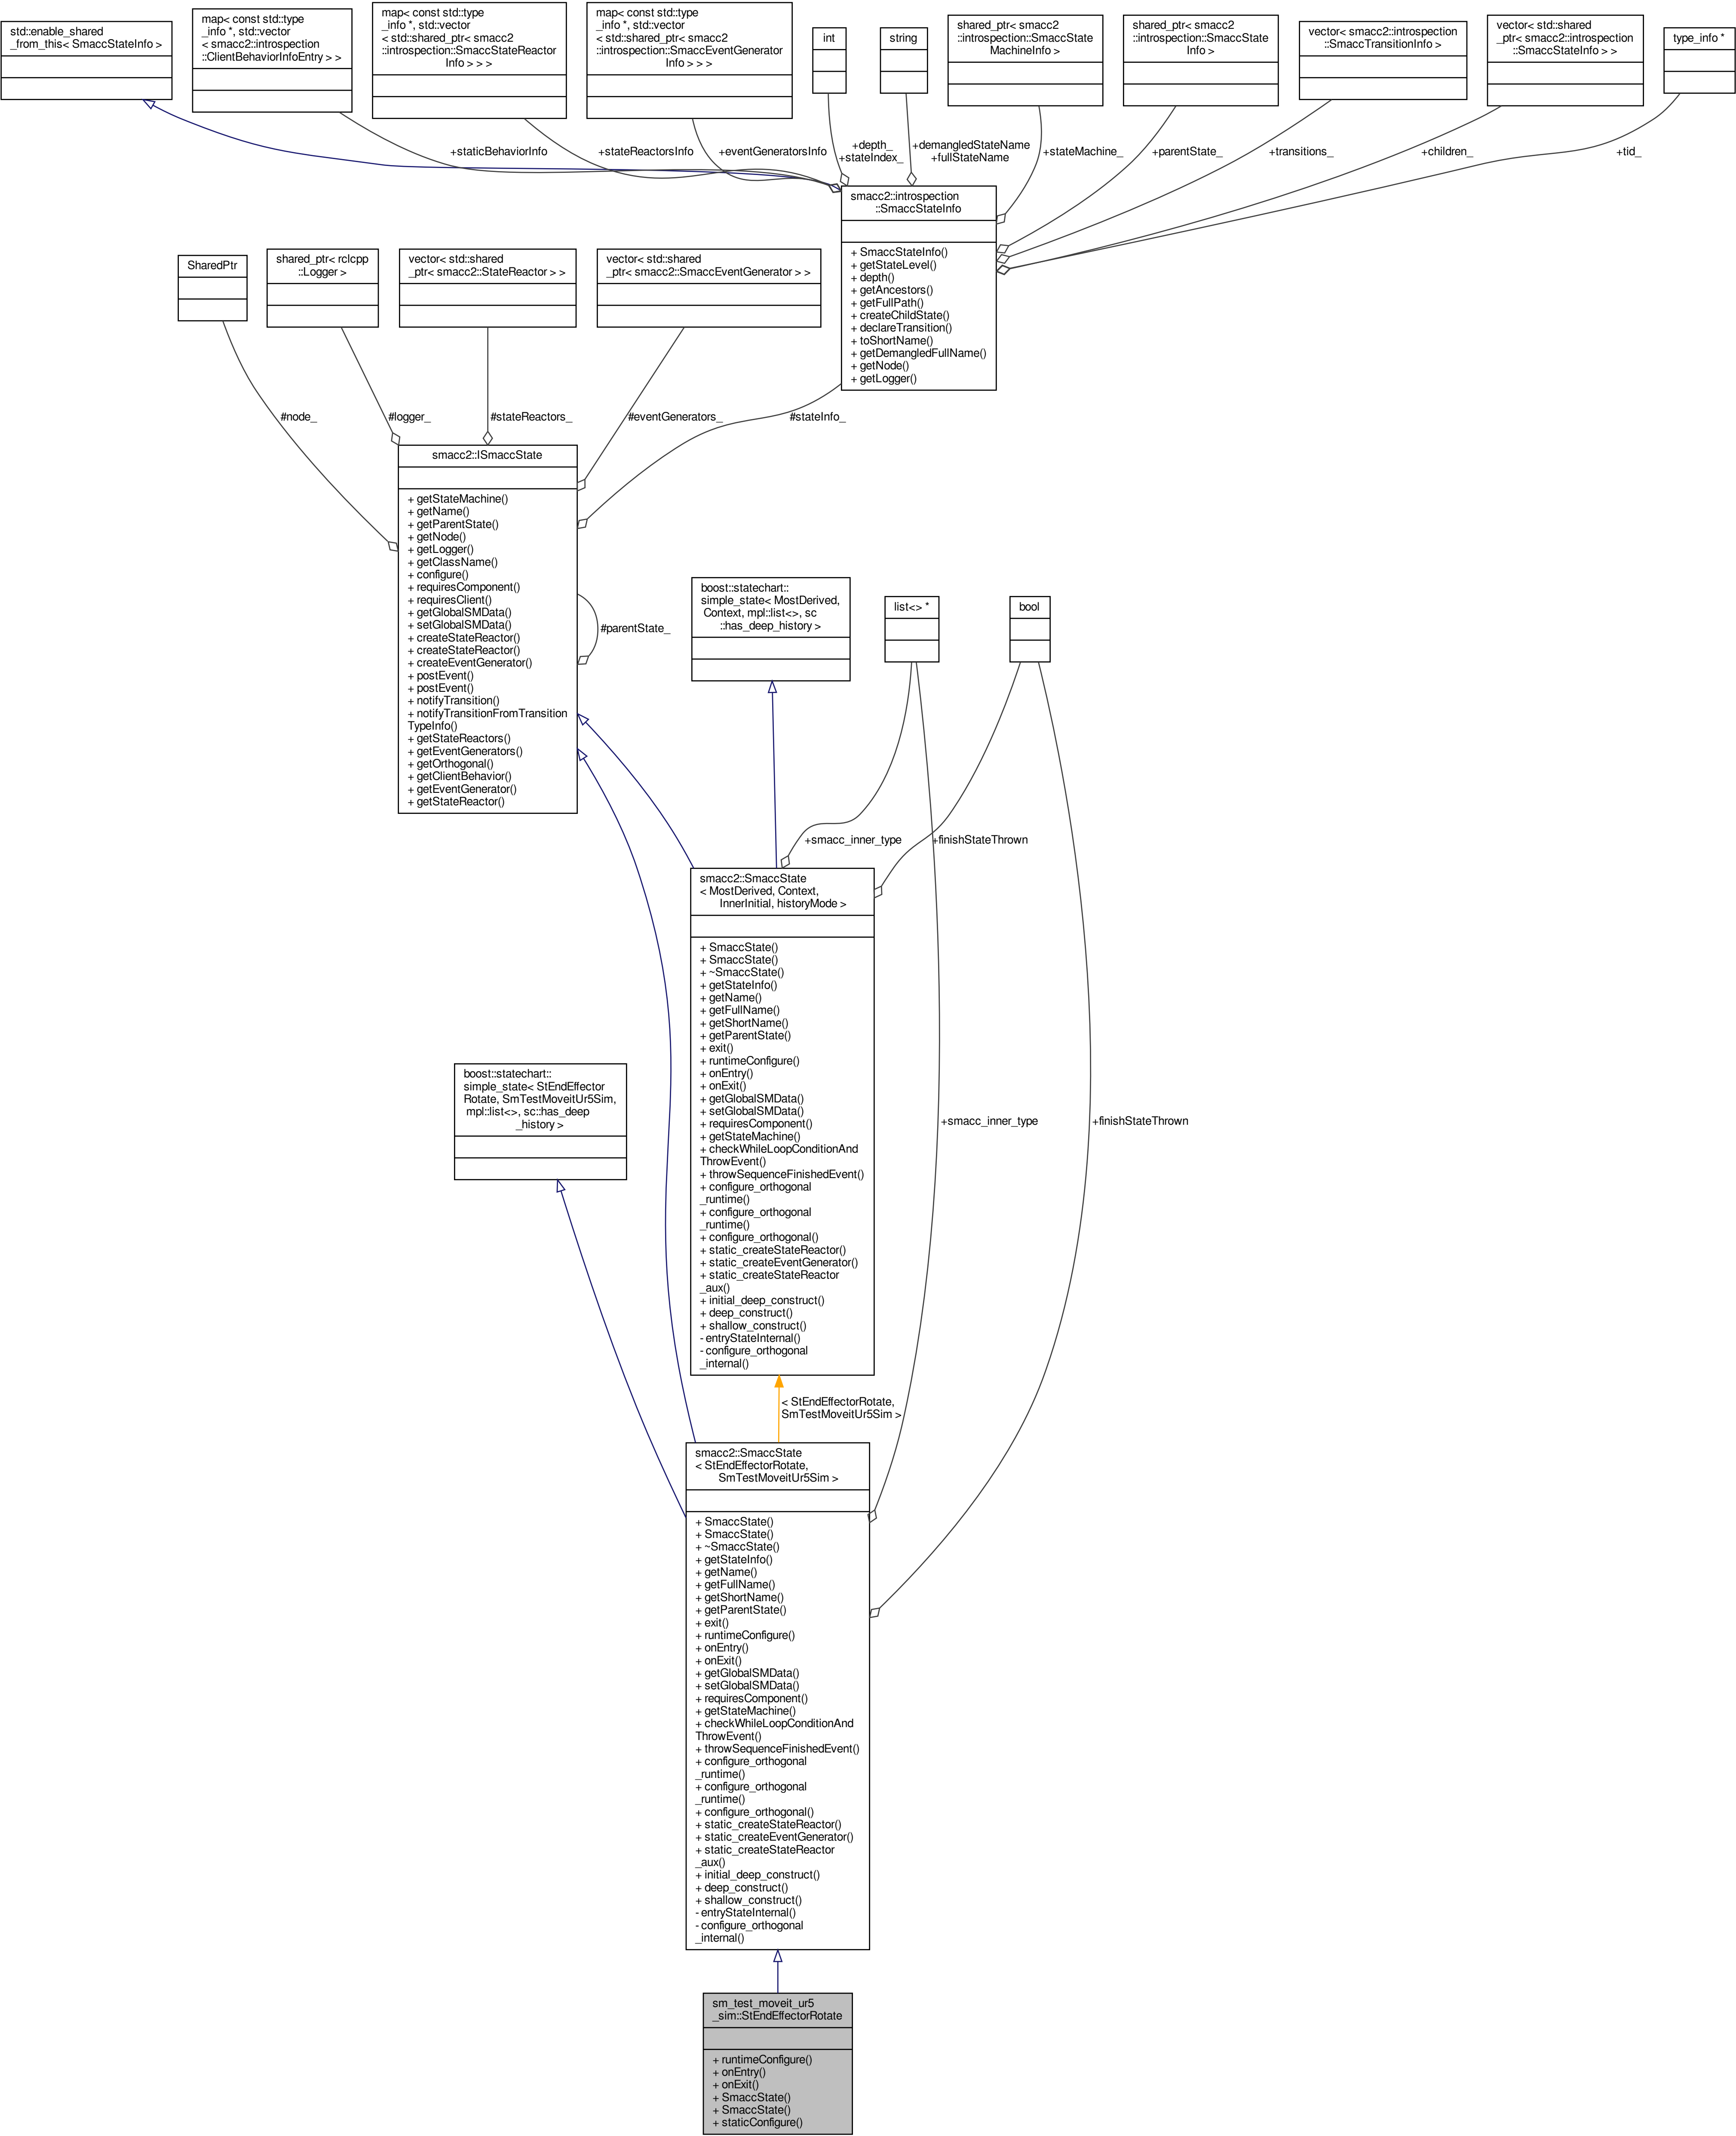 std::enable_shared
_from_this< SmaccStateInfo >
map< const std::type
_info *, std::vector
< smacc2::introspection
::ClientBehaviorInfoEntry > >
map< const std::type
_info *, std::vector
< std::shared_ptr< smacc2
::introspection::SmaccStateReactor
Info > > >
map< const std::type
_info *, std::vector
< std::shared_ptr< smacc2
::introspection::SmaccEventGenerator
Info > > >
int
string
shared_ptr< smacc2
::introspection::SmaccState
MachineInfo >
shared_ptr< smacc2
::introspection::SmaccState
Info >
vector< smacc2::introspection
::SmaccTransitionInfo >
vector< std::shared
_ptr< smacc2::introspection
::SmaccStateInfo > >
type_info *
+staticBehaviorInfo
+stateReactorsInfo
+eventGeneratorsInfo
+depth_
+stateIndex_
+demangledStateName
+fullStateName
+stateMachine_
+parentState_
+transitions_
+children_
+tid_
smacc2::introspection
::SmaccStateInfo
+ SmaccStateInfo()
+ getStateLevel()
+ depth()
+ getAncestors()
+ getFullPath()
+ createChildState()
+ declareTransition()
+ toShortName()
+ getDemangledFullName()
+ getNode()
+ getLogger()
SharedPtr
shared_ptr< rclcpp
::Logger >
vector< std::shared
_ptr< smacc2::StateReactor > >
vector< std::shared
_ptr< smacc2::SmaccEventGenerator > >
#node_
#logger_
#stateReactors_
#eventGenerators_
#stateInfo_
smacc2::ISmaccState
+ getStateMachine()
+ getName()
+ getParentState()
+ getNode()
+ getLogger()
+ getClassName()
+ configure()
+ requiresComponent()
+ requiresClient()
+ getGlobalSMData()
+ setGlobalSMData()
+ createStateReactor()
+ createStateReactor()
+ createEventGenerator()
+ postEvent()
+ postEvent()
+ notifyTransition()
+ notifyTransitionFromTransition
TypeInfo()
+ getStateReactors()
+ getEventGenerators()
+ getOrthogonal()
+ getClientBehavior()
+ getEventGenerator()
+ getStateReactor()
#parentState_
boost::statechart::
simple_state< MostDerived,
Context, mpl::list<>, sc
::has_deep_history >
list<> *
bool
+smacc_inner_type
+finishStateThrown
smacc2::SmaccState
< MostDerived, Context,
InnerInitial, historyMode >
+ SmaccState()
+ SmaccState()
+ ~SmaccState()
+ getStateInfo()
+ getName()
+ getFullName()
+ getShortName()
+ getParentState()
+ exit()
+ runtimeConfigure()
+ onEntry()
+ onExit()
+ getGlobalSMData()
+ setGlobalSMData()
+ requiresComponent()
+ getStateMachine()
+ checkWhileLoopConditionAnd
ThrowEvent()
+ throwSequenceFinishedEvent()
+ configure_orthogonal
_runtime()
+ configure_orthogonal
_runtime()
+ configure_orthogonal()
+ static_createStateReactor()
+ static_createEventGenerator()
+ static_createStateReactor
_aux()
+ initial_deep_construct()
+ deep_construct()
+ shallow_construct()
- entryStateInternal()
- configure_orthogonal
_internal()
boost::statechart::
simple_state< StEndEffector
Rotate, SmTestMoveitUr5Sim,
mpl::list<>, sc::has_deep
_history >
+smacc_inner_type
+finishStateThrown
< StEndEffectorRotate,
SmTestMoveitUr5Sim >
smacc2::SmaccState
< StEndEffectorRotate,
SmTestMoveitUr5Sim >
+ SmaccState()
+ SmaccState()
+ ~SmaccState()
+ getStateInfo()
+ getName()
+ getFullName()
+ getShortName()
+ getParentState()
+ exit()
+ runtimeConfigure()
+ onEntry()
+ onExit()
+ getGlobalSMData()
+ setGlobalSMData()
+ requiresComponent()
+ getStateMachine()
+ checkWhileLoopConditionAnd
ThrowEvent()
+ throwSequenceFinishedEvent()
+ configure_orthogonal
_runtime()
+ configure_orthogonal
_runtime()
+ configure_orthogonal()
+ static_createStateReactor()
+ static_createEventGenerator()
+ static_createStateReactor
_aux()
+ initial_deep_construct()
+ deep_construct()
+ shallow_construct()
- entryStateInternal()
- configure_orthogonal
_internal()
sm_test_moveit_ur5
_sim::StEndEffectorRotate
+ runtimeConfigure()
+ onEntry()
+ onExit()
+ SmaccState()
+ SmaccState()
+ staticConfigure()